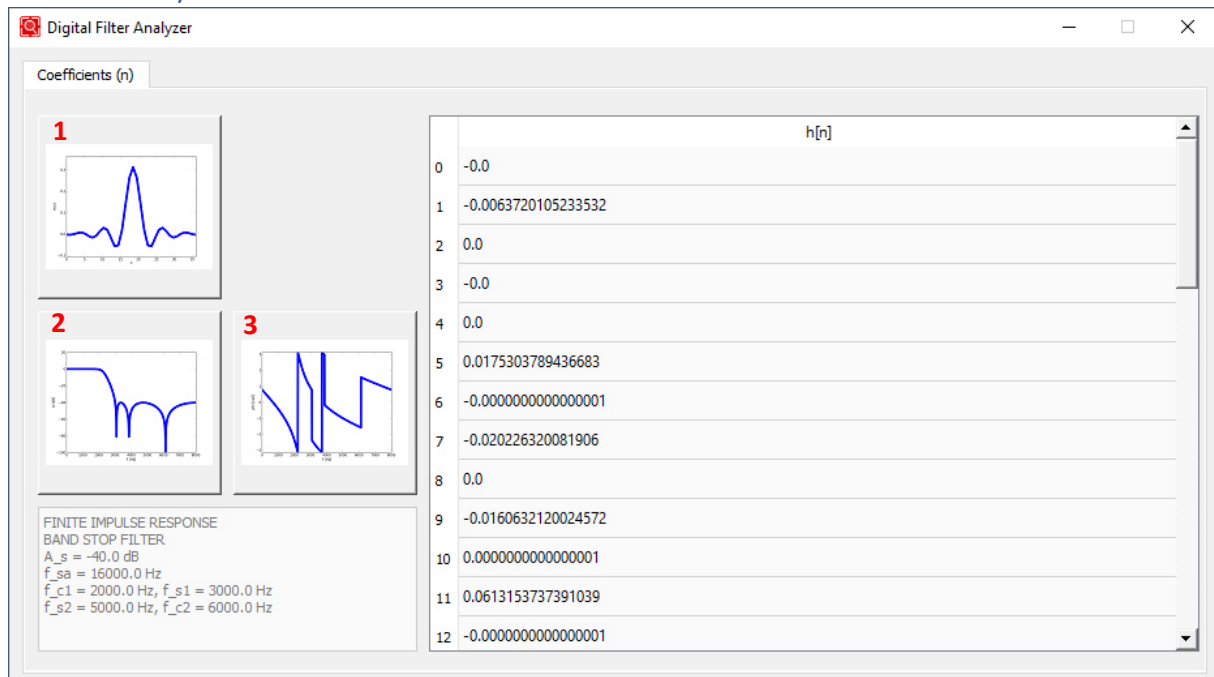 Digital Filter Analyzer
Coefficients (n)
1
2
3
FINITE IMPULSE RESPONSE
BAND STOP FILTER
A_s = -40.0 dB
f_sa = 16000.0 Hz
f_c1 = 2000.0 Hz, f_s1 = 3000.0 Hz
f_s2 = 5000.0 Hz, f_c2 = 6000.0 Hz
h[n]
0 -0.0
1 -0.0063720105233532
2 0.0
3 -0.0
4 0.0
5 0.0175303789436683
6 -0.0000000000000001
7 -0.020226320081906
8 0.0
9 -0.0160632120024572
10 0.0000000000000001
11 0.0613153737391039
12 -0.0000000000000001